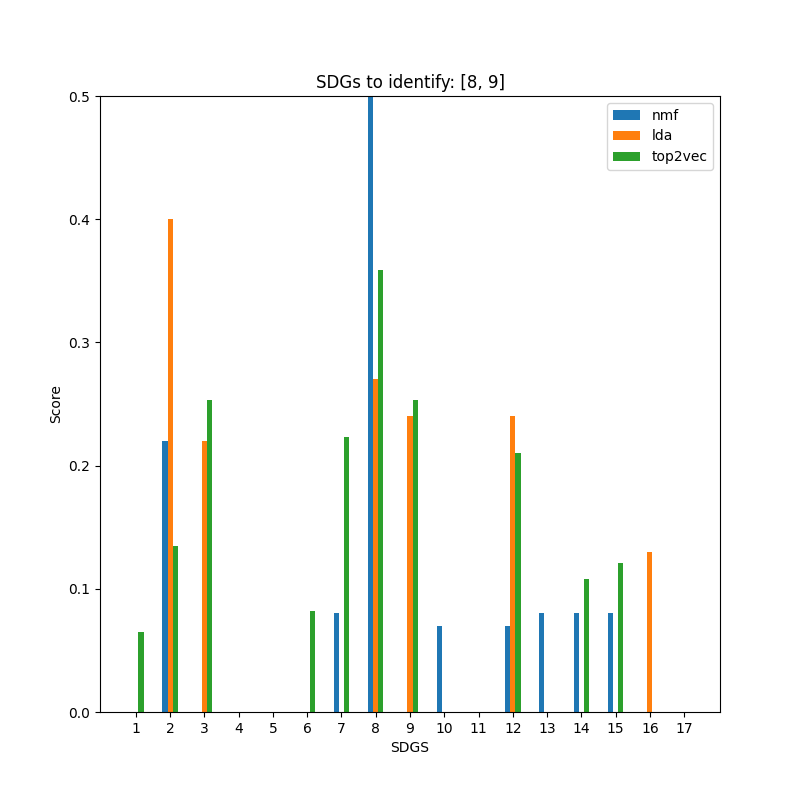 SDGs to identify: [8, 9]
nmf
lda
top2vec
0.5
0.4
0.3
0.2
0.1
0.0
Score
1 2 3 4 5 6 7 8 9 10 11 12 13 14 15 16 17
SDGS